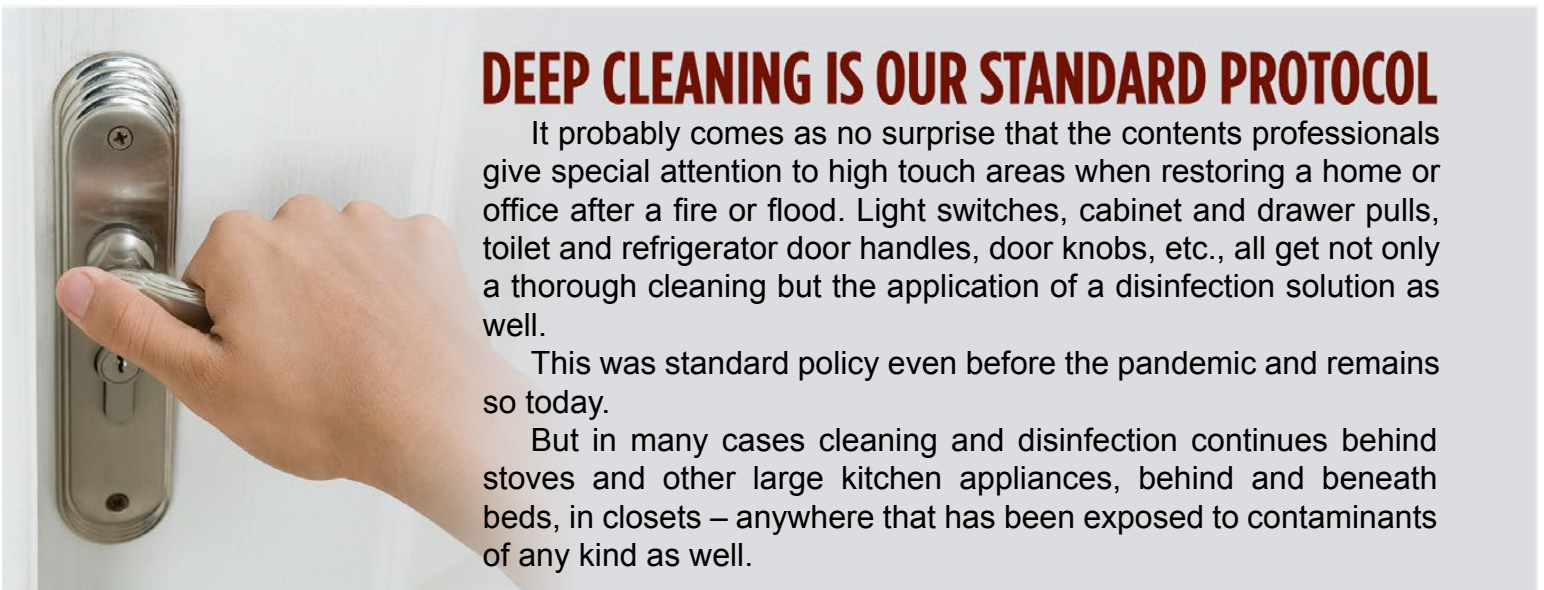 DEEP CLEANING IS OUR STANDARD PROTOCOL
It probably comes as no surprise that the contents professionals
give special attention to high touch areas when restoring a home or
office after a fire or flood. Light switches, cabinet and drawer pulls,
toilet and refrigerator door handles, door knobs, etc., all get not only
a thorough cleaning but the application of a disinfection solution as
well.
This was standard policy even before the pandemic and remains
so today.
But in many cases cleaning and disinfection continues behind
stoves and other large kitchen appliances, behind and beneath
beds, in closets – anywhere that has been exposed to contaminants
of any kind as well.